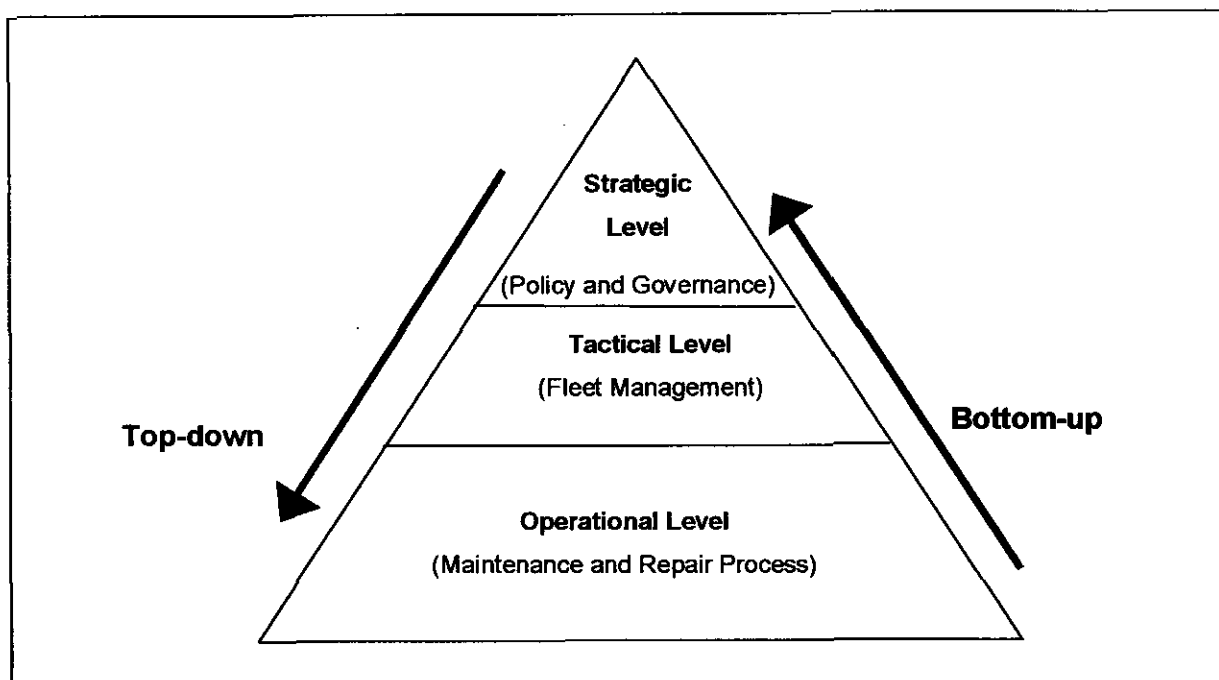 Strategic
Level
(Policy and Governance)
Tactical Level
(Fleet Management)
Top-down
Bottom-up
Operational Level
(Maintenance and Repair Process)